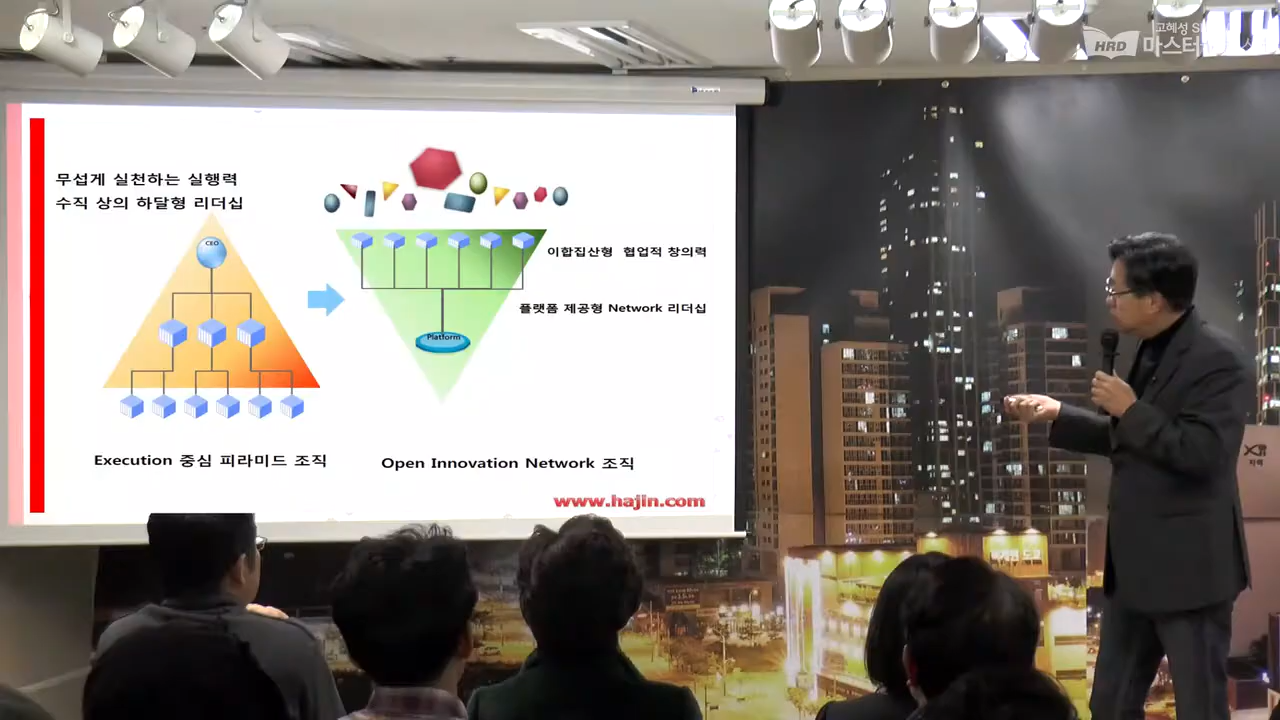 고혜성
HRD
마스터
무섭게 실천하는 실행력
수직 상의 하달형 리더십
CEO
이합집산형 협업적 창의력
플랫폼 제공형 Network 리더십
Platform
Execution 중심 피라미드 조직
Open Innovation Network 조직
www.hajin.com